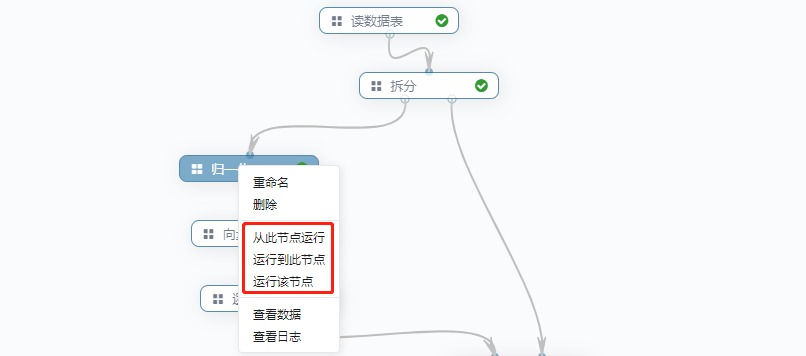 读数据表
拆分
归一
重命名
删除
向
从此节点运行
运行到此节点
运行该节点
查看数据
查看日志